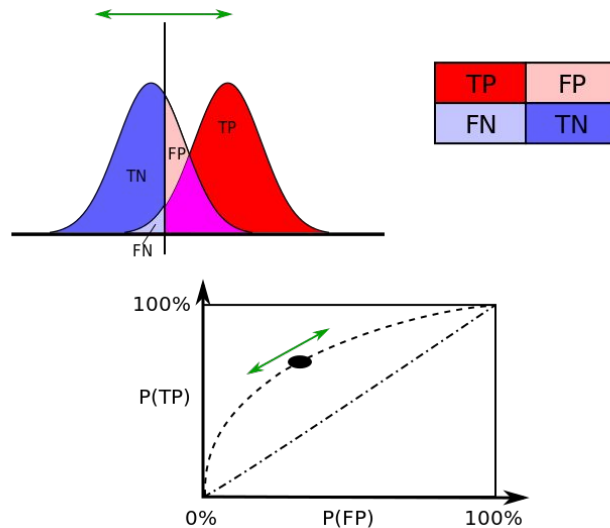 TP FP
FN TN
TP
FP
TN
FN
100%
P(TP)
0% P(FP) 100%